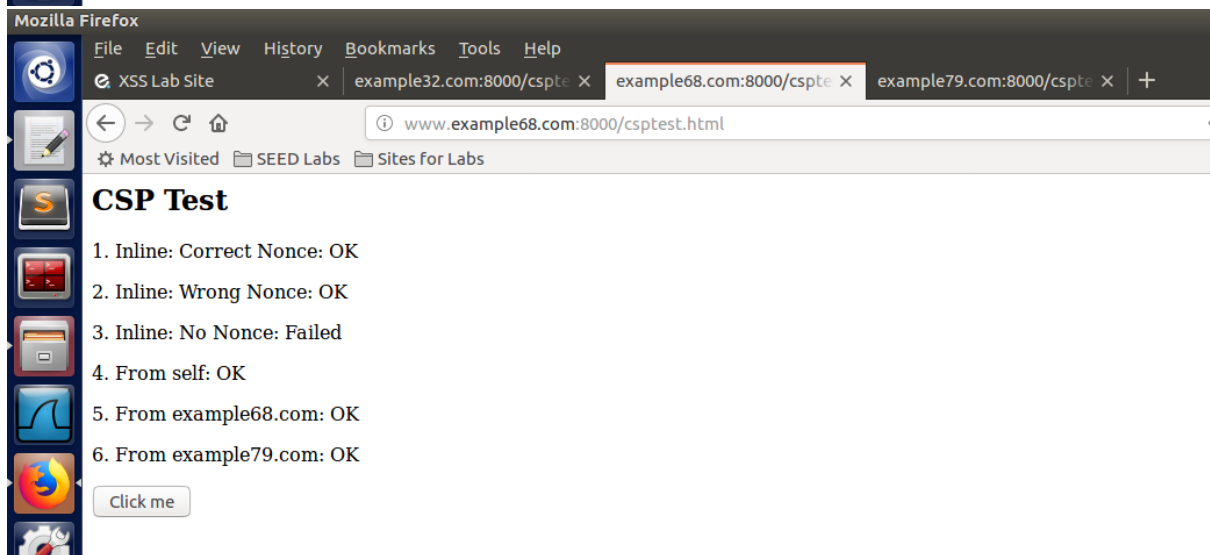 Mozilla Firefox
File Edit View History Bookmarks Tools Help
XSS Lab Site example32.com:8000/cspte example68.com:8000/cspte example79.com:8000/cspte
www.example68.com:8000/csptest.html
Most Visited SEED Labs Sites for Labs
CSP Test
1. Inline: Correct Nonce: OK
2. Inline: Wrong Nonce: OK
3. Inline: No Nonce: Failed
4. From self: OK
5. From example68.com: OK
6. From example79.com: OK
Click me